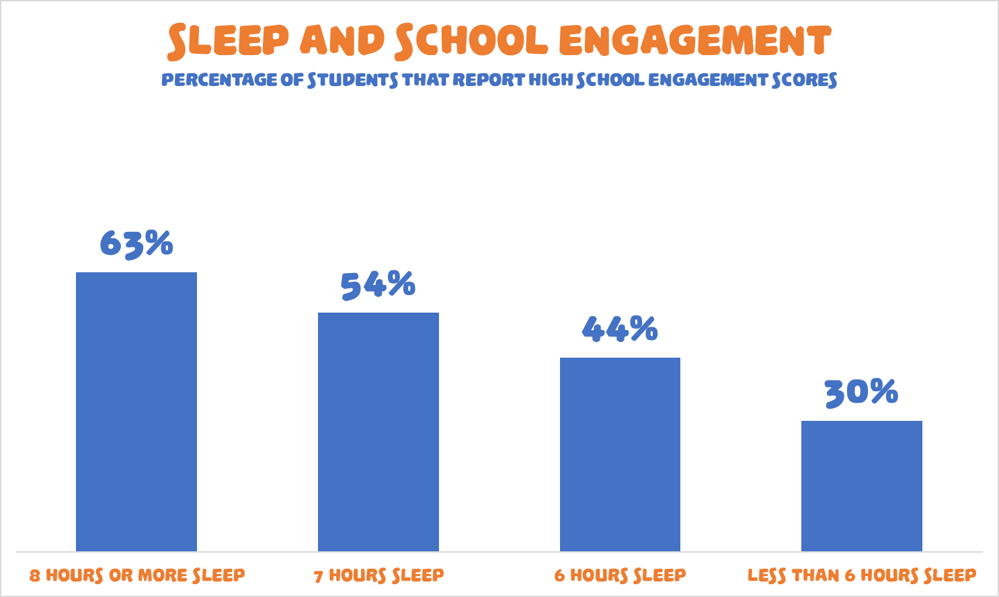 SLEEP AND SCHOOL ENGAGEMENT
PERCENTAGE OF STUDENTS THAT REPORT HIGH SCHOOL ENGAGEMENT SCORES
63%
54%
44%
30%
8 HOURS OR MORE SLEEP
7 HOURS SLEEP
6 HOURS SLEEP
LESS THAN 6 HOURS SLEEP